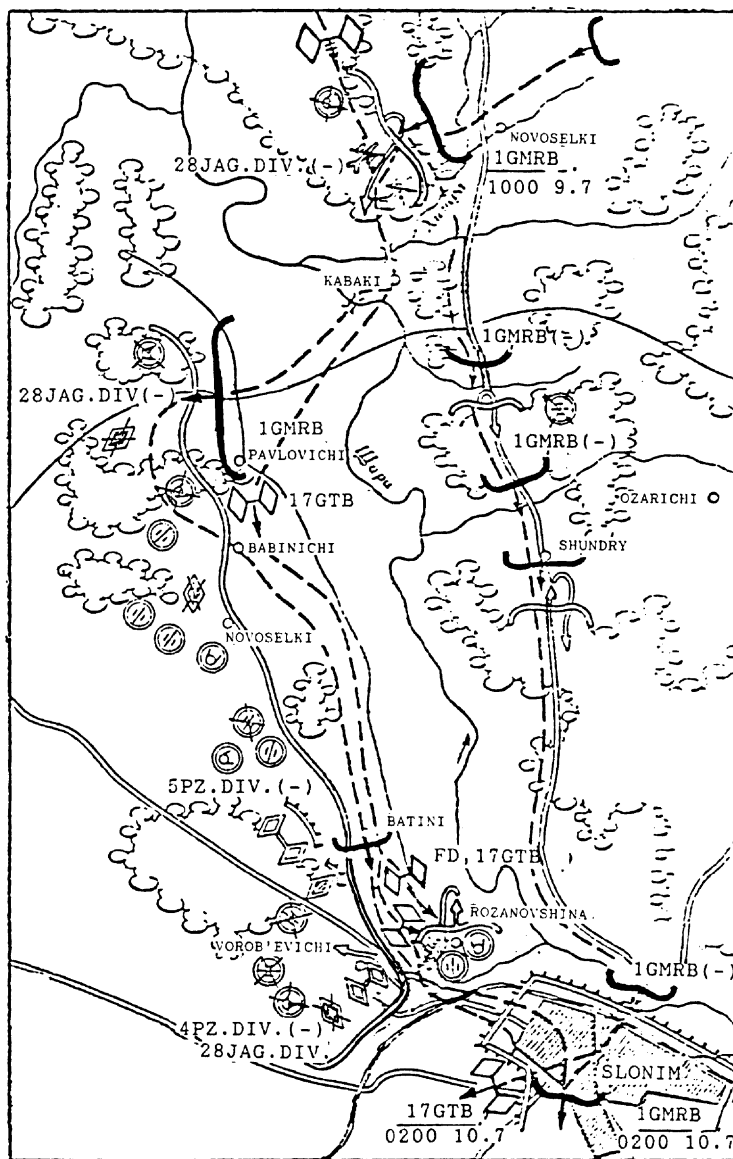 NOVOSELKI
28JAG.DIV.(-)
1GMRB
1000 9.7
KABAKI
1GMRB(-)
28JAG.DIV(-)
1GMRB
1GMRB(-)
PAVLOVICHI
Щара
17GTB
OZARICHI
BABINICHI
SHUNDRY
NOVOSELKI
5PZ.DIV.(-)
BATINI
FD,17GTB
ROZANOVSHINA
VOROB'EVICHI
1GMRB(-)
4PZ.DIV.(-)
28JAG.DIV.
SLONIM
17GTB
0200 10.7
1GMRB
0200 10.7